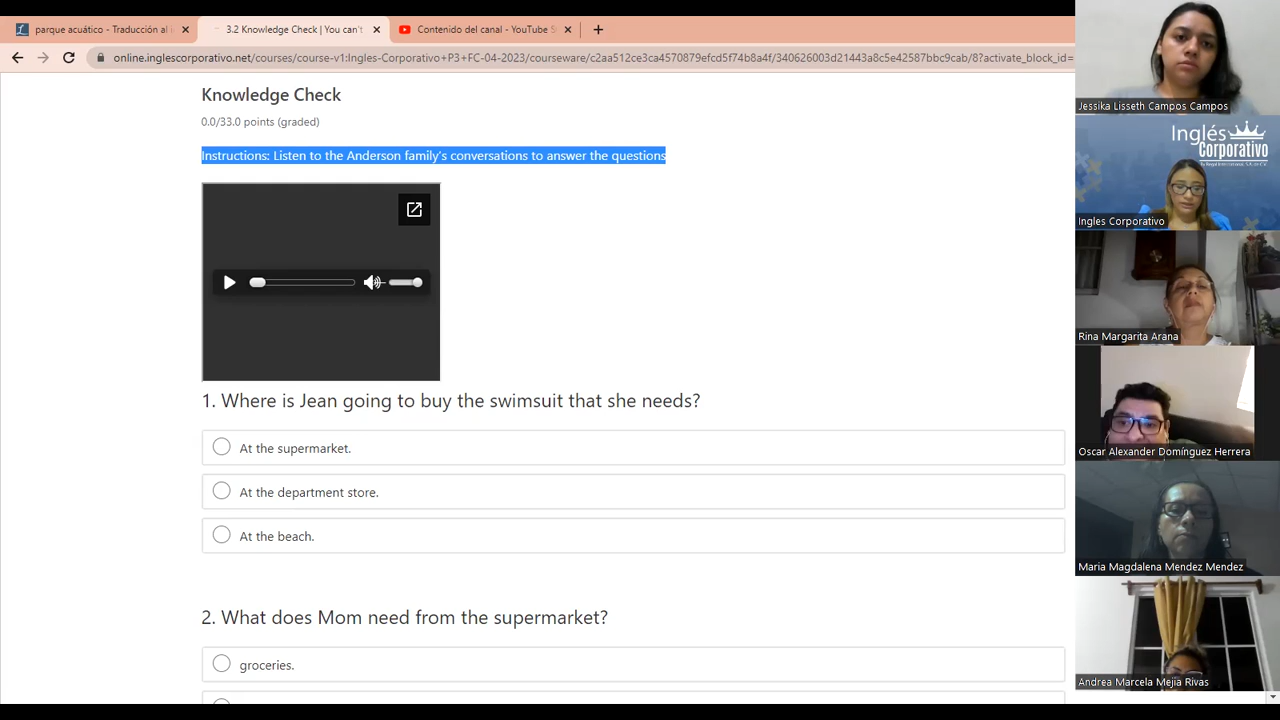 parque acuático - Traducción al i
3.2 Knowledge Check | You can't
Contenido del canal - YouTube S
online.inglescorporativo.net/courses/course-v1:Ingles-Corporativo+P3+FC-04-2023/courseware/c2aa512ce3ca4570879efcd5f74b8a4f/340626003d21443a8c5e42587bbc9cab/8?activate_block_id=
Knowledge Check
0.0/33.0 points (graded)
Instructions: Listen to the Anderson family's conversations to answer the questions
1. Where is Jean going to buy the swimsuit that she needs?
At the supermarket.
At the department store.
At the beach.
2. What does Mom need from the supermarket?
groceries.
Jessika Lisseth Campos Campos
Inglés
Corporativo
Ingles Corporativo
Rina Margarita Arana
Oscar Alexander Domínguez Herrera
Maria Magdalena Mendez Mendez
Andrea Marcela Mejia Rivas